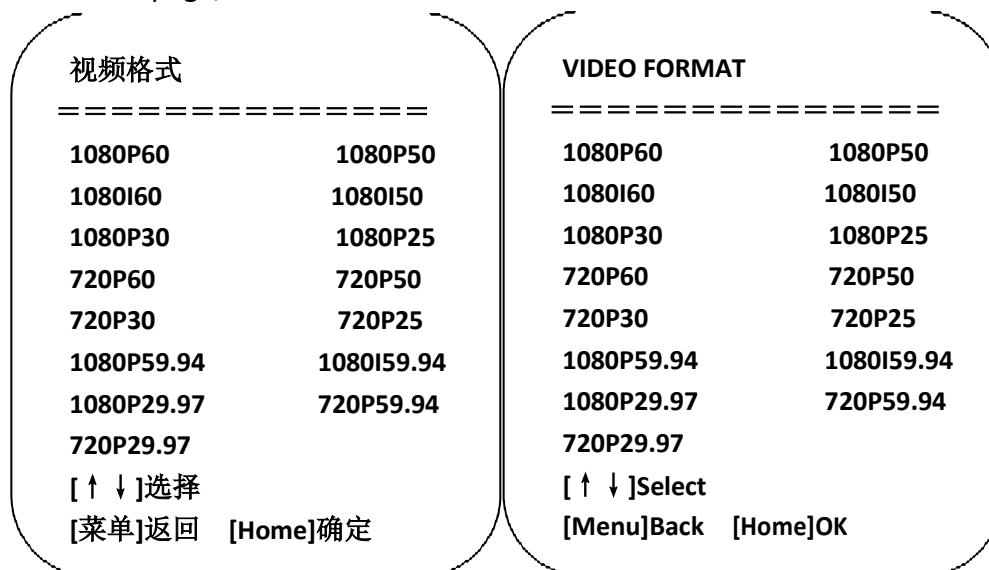 视频格式
==============
1080P60 1080P50
1080I60 1080I50
1080P30 1080P25
720P60 720P50
720P30 720P25
1080P59.94 1080I59.94
1080P29.97 720P59.94
720P29.97
[↑↓]选择
[菜单]返回 [Home]确定
VIDEO FORMAT
==============
1080P60 1080P50
1080I60 1080I50
1080P30 1080P25
720P60 720P50
720P30 720P25
1080P59.94 1080I59.94
1080P29.97 720P59.94
720P29.97
[↑↓]Select
[Menu]Back [Home]OK